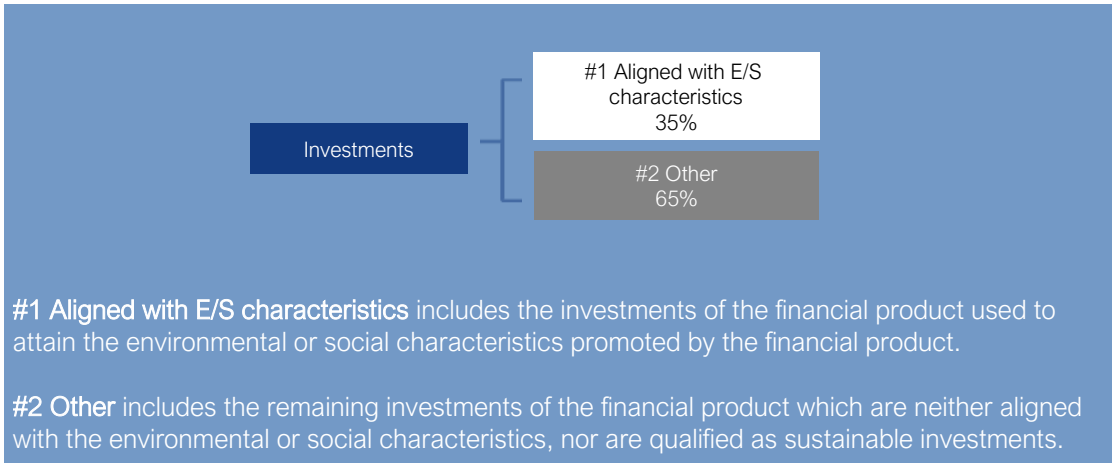 #1 Aligned with E/S
characteristics
35%
Investments
#2 Other
65%
#1 Aligned with E/S characteristics includes the investments of the financial product used to
attain the environmental or social characteristics promoted by the financial product.
#2 Other includes the remaining investments of the financial product which are neither aligned
with the environmental or social characteristics, nor are qualified as sustainable investments.